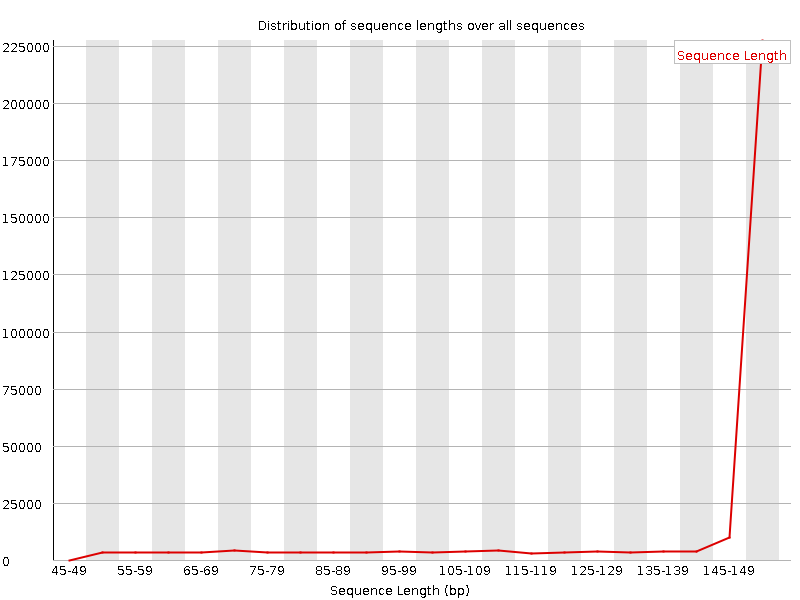 Distribution of sequence lengths over all sequences
Sequence Length
225000
200000
175000
150000
125000
100000
75000
50000
25000
0
45-49 55-59 65-69 75-79 85-89 95-99 105-109 115-119 125-129 135-139 145-149
Sequence Length (bp)